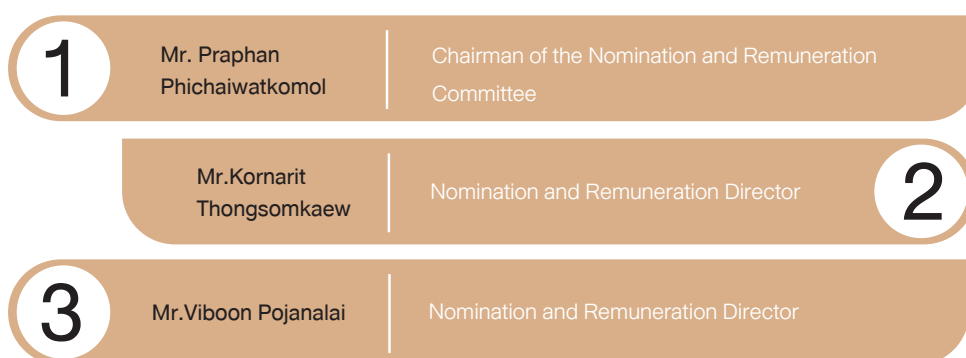 1
Mr. Praphan
Phichaiwatkomol
Chairman of the Nomination and Remuneration
Committee
Mr.Kornarit
Thongsomkaew
Nomination and Remuneration Director
2
3
Mr.Viboon Pojanalai
Nomination and Remuneration Director